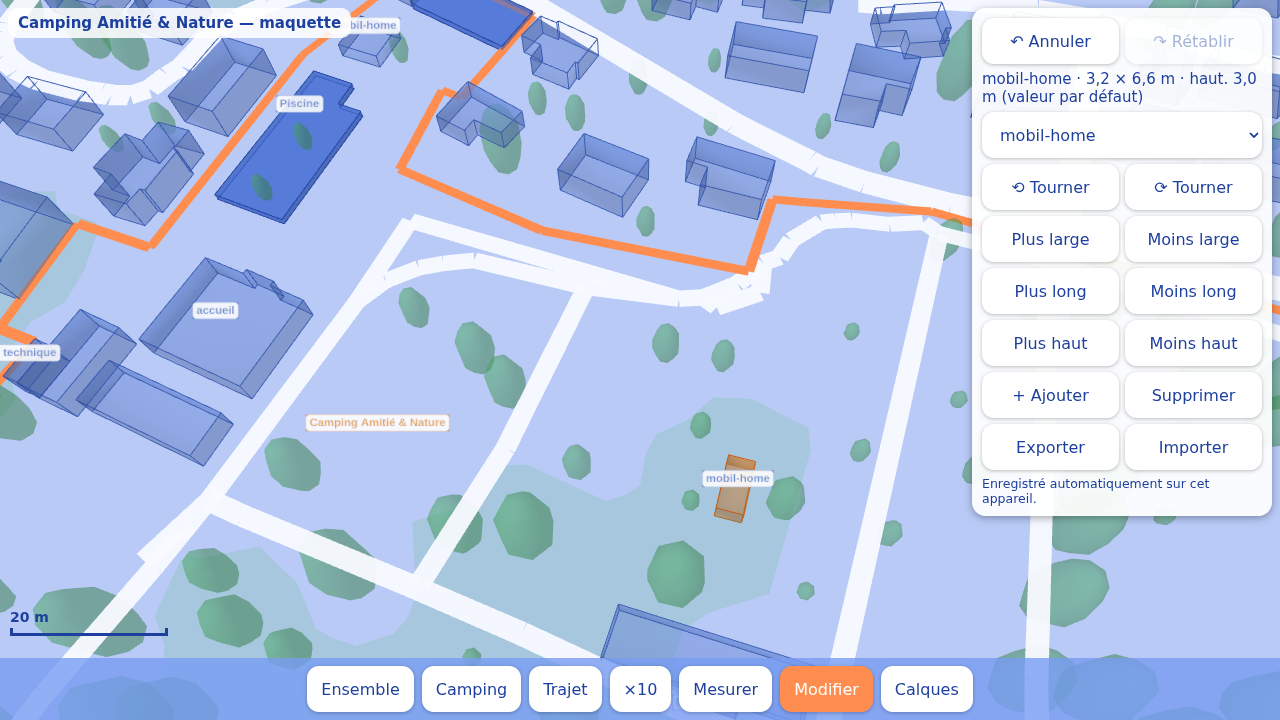 Camping Amitié & Nature — maquette
bil-home
Piscine
accueil
technique
Camping Amitié & Nature
mobil-home
20 m
↶ Annuler
↷ Rétablir
mobil-home · 3,2 × 6,6 m · haut. 3,0
m (valeur par défaut)
mobil-home
⟲ Tourner
⟳ Tourner
Plus large
Moins large
Plus long
Moins long
Plus haut
Moins haut
+ Ajouter
Supprimer
Exporter
Importer
Enregistré automatiquement sur cet
appareil.
Ensemble
Camping
Trajet
×10
Mesurer
Modifier
Calques